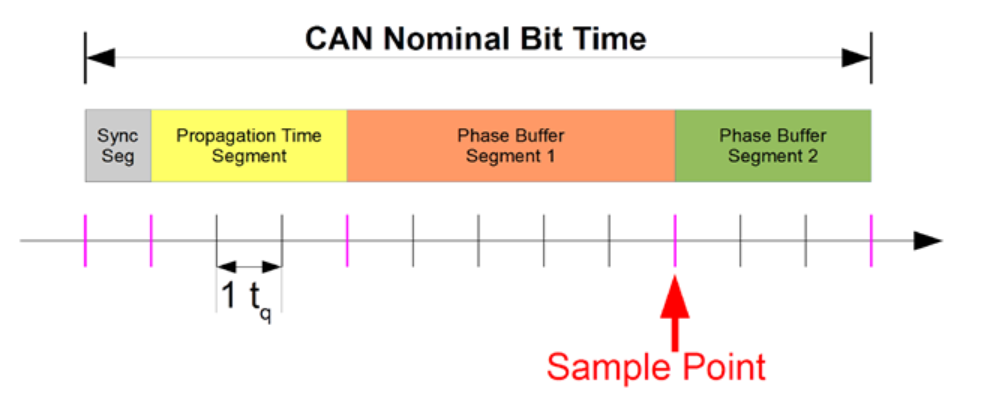 CAN Nominal Bit Time
Sync
Seg
Propagation Time
Segment
Phase Buffer
Segment 1
Phase Buffer
Segment 2
1 tq
Sample Point